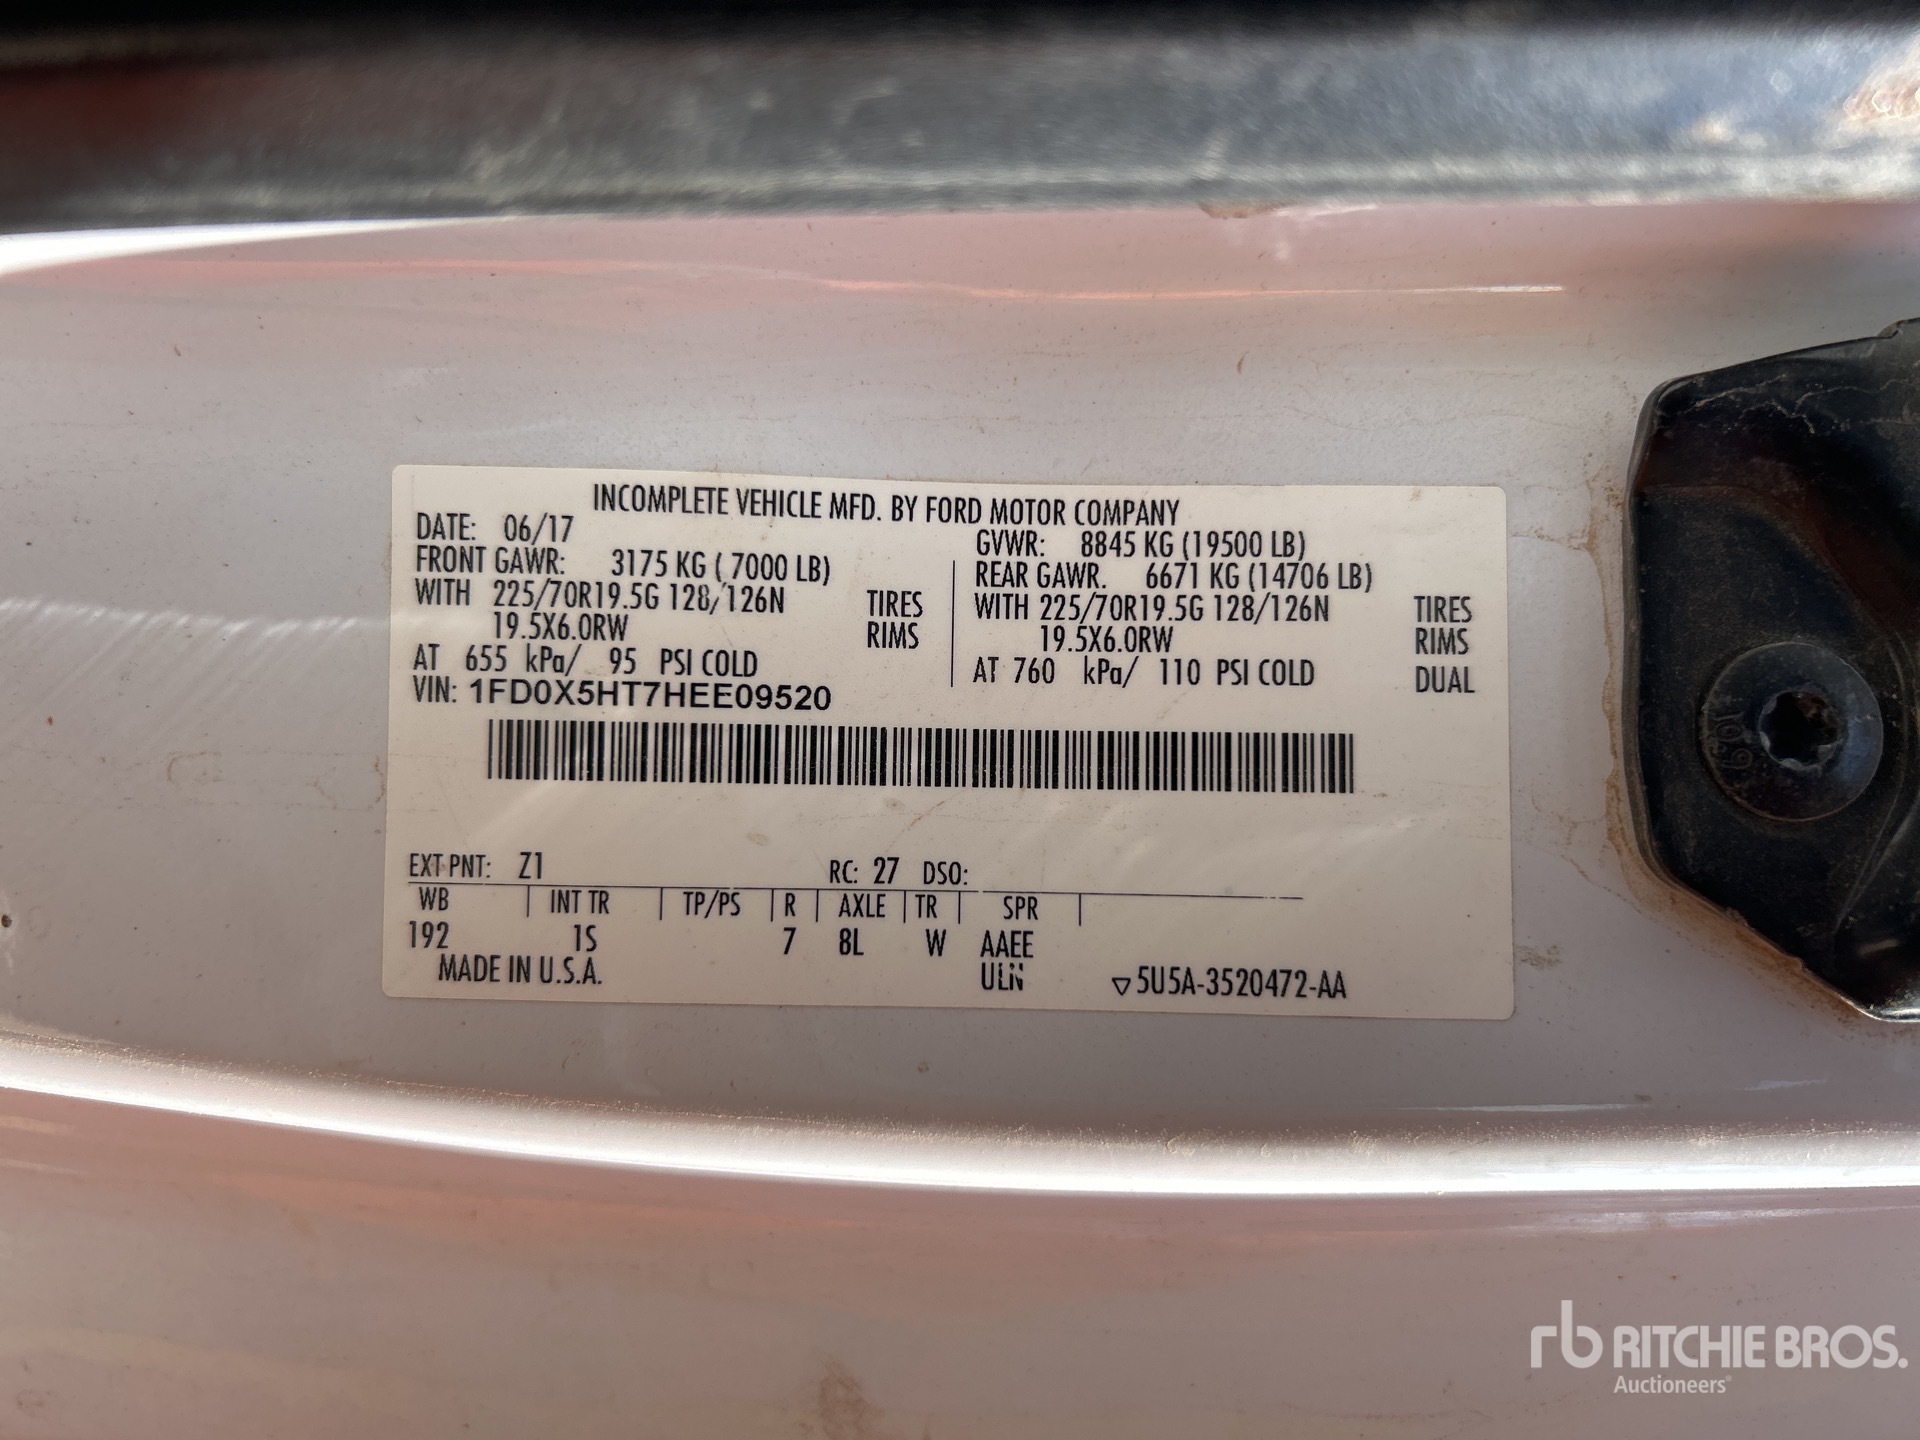 INCOMPLETE VEHICLE MFD. BY FORD MOTOR COMPANY
DATE: 06/17
GVWR: 8845 KG (19500 LB)
FRONT GAWR: 3175 KG ( 7000 LB)
REAR GAWR. 6671 KG (14706 LB)
WITH 225/70R19.5G 128/126N TIRES
WITH 225/70R19.5G 128/126N TIRES
19.5X6.0RW RIMS
19.5X6.0RW RIMS
AT 655 kPa/ 95 PSI COLD
AT 760 kPa/ 110 PSI COLD DUAL
VIN: 1FD0X5HT7HEE09520
EXT PNT: Z1 RC: 27 DSO:
WB | INT TR | TP/PS | R | AXLE | TR | SPR |
192 1S 7 8L W AAEE
MADE IN U.S.A. ULN ▽5U5A-3520472-AA
10.9
rb RITCHIE BROS.
Auctioneers®